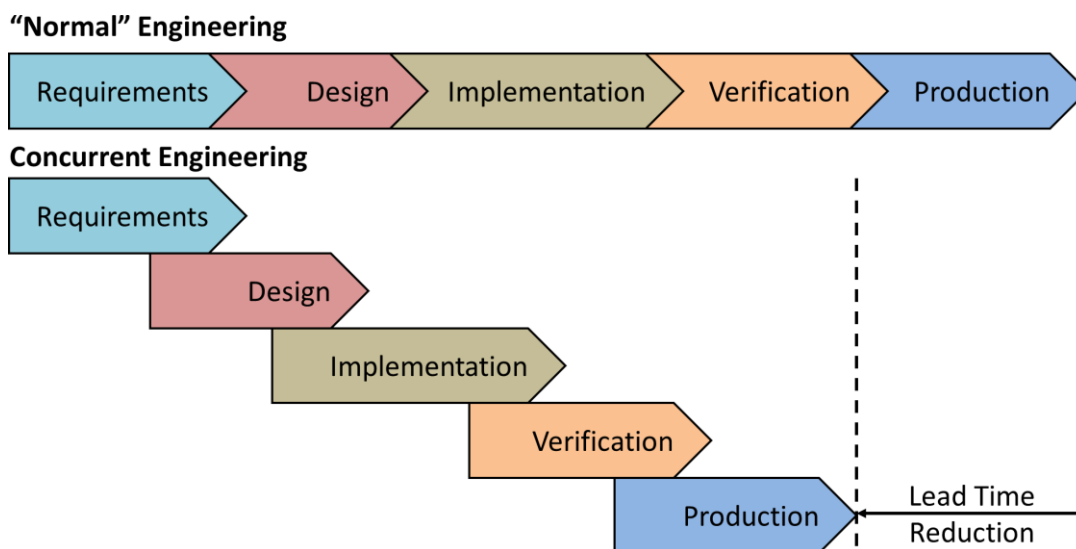 “Normal” Engineering
Requirements Design Implementation Verification Production
Concurrent Engineering
Requirements
Design
Implementation
Verification
Production
Lead Time
Reduction